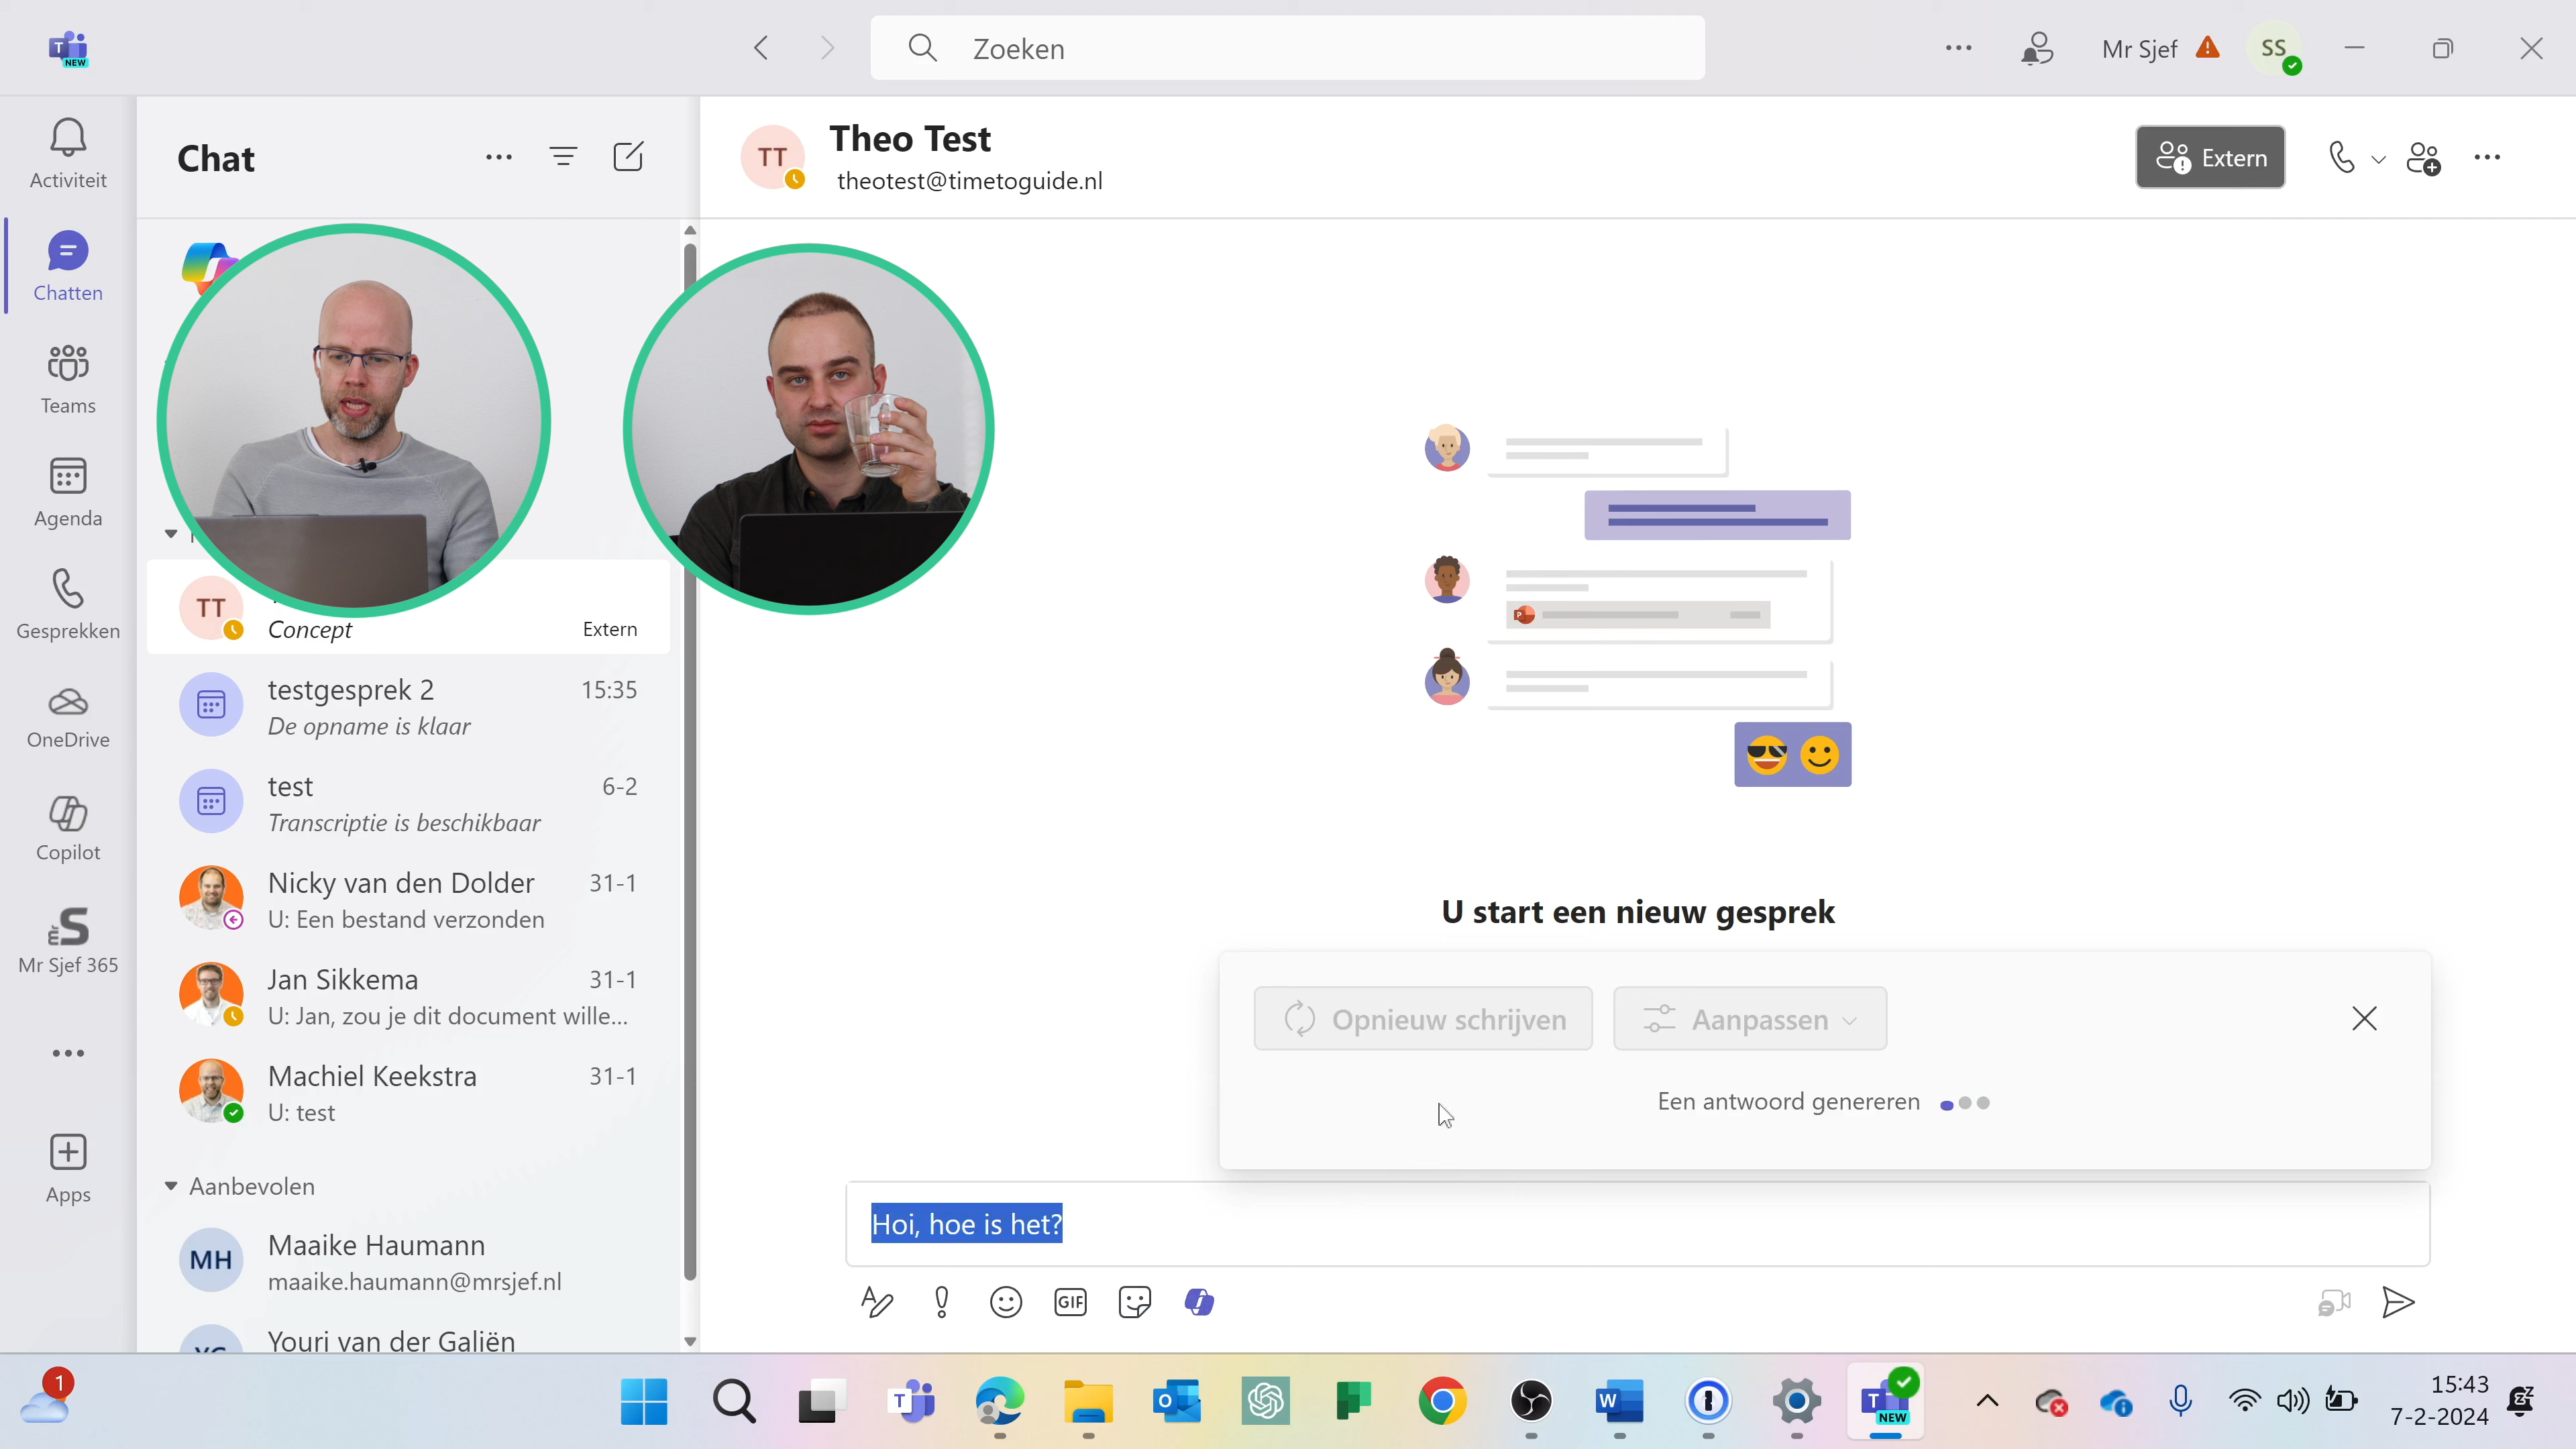 T
NEW
Zoeken
Mr Sjef
SS
Activiteit
Chatten
Teams
Agenda
Gesprekken
OneDrive
Copilot
Mr Sjef 365
Apps
Chat
TT
Concept
Extern
testgesprek 2
15:35
De opname is klaar
test
6-2
Transcriptie is beschikbaar
Nicky van den Dolder
31-1
U: Een bestand verzonden
Jan Sikkema
31-1
U: Jan, zou je dit document wille...
Machiel Keekstra
31-1
U: test
Aanbevolen
MH
Maaike Haumann
maaike.haumann@mrsjef.nl
Youri van der Galiën
TT
Theo Test
theotest@timetoguide.nl
Extern
U start een nieuw gesprek
Opnieuw schrijven
Aanpassen
Een antwoord genereren
Hoi, hoe is het?
GIF
1
T
O
W
T
NEW
15:43
7-2-2024